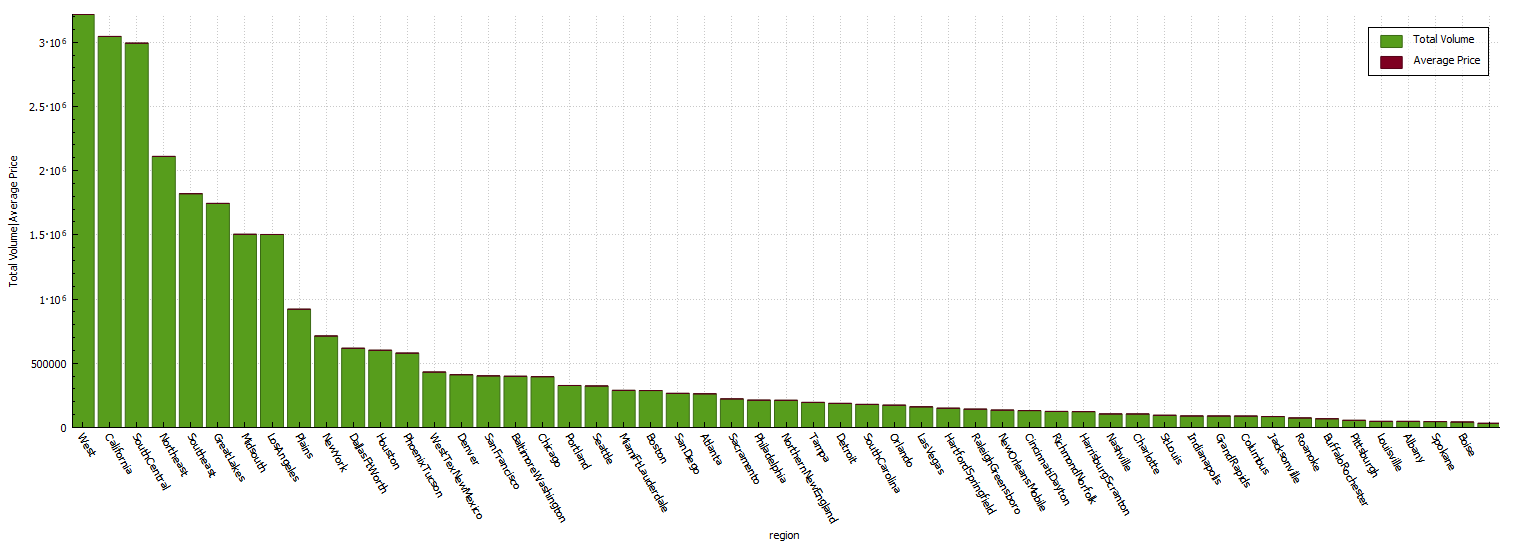 3·10⁶
2.5·10⁶
2·10⁶
1.5·10⁶
1·10⁶
500000
0
Total Volume|Average Price
Total Volume
Average Price
West
California
SouthCentral
Northeast
Southeast
GreatLakes
Midsouth
LosAngeles
Plains
NewYork
DallasFtWorth
Houston
PhoenixTucson
WestTexNewMexico
Denver
SanFrancisco
BaltimoreWashington
Chicago
Portland
Seattle
MiamiFtLauderdale
Boston
SanDiego
Atlanta
Sacramento
Philadelphia
NorthernNewEngland
Tampa
Detroit
SouthCarolina
Orlando
LasVegas
HartfordSpringfield
RaleighGreensboro
NewOrleansMobile
CincinnatiDayton
RichmondNorfolk
HarrisburgScranton
Nashville
Charlotte
StLouis
Indianapolis
GrandRapids
Columbus
Jacksonville
Roanoke
BuffaloRochester
Pittsburgh
Louisville
Albany
Spokane
Boise
region